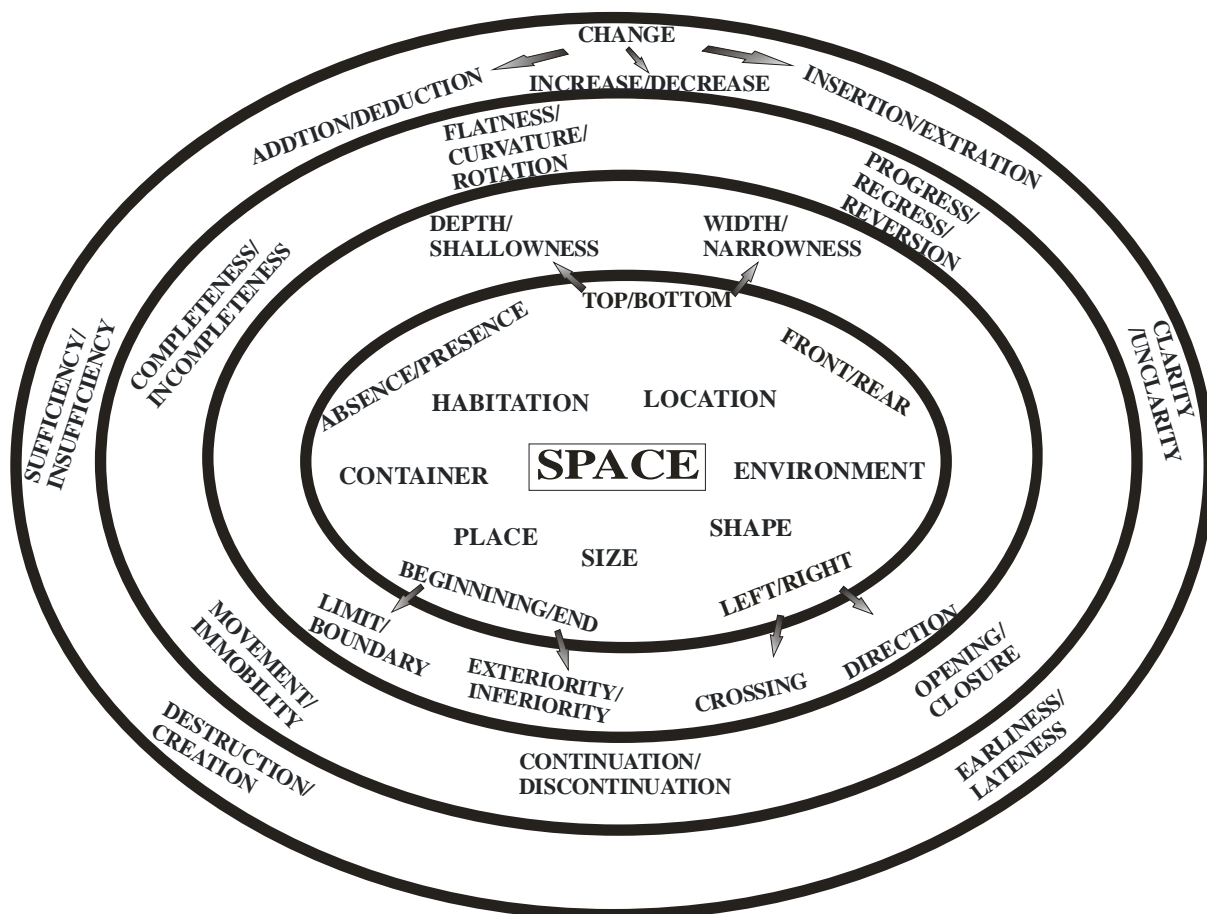 CHANGE
INCREASE/DECREASE
ADDTION/DEDUCTION
INSERTION/EXTRATION
FLATNESS/
CURVATURE/
ROTATION
PROGRESS/
REGRESS/
REVERSION
DEPTH/
SHALLOWNESS
WIDTH/
NARROWNESS
COMPLETENESS/
INCOMPLETENESS
TOP/BOTTOM
ABSENCE/PRESENCE
FRONT/REAR
SUFFICIENCY/
INSUFFICIENCY
CLARITY
/UNCLARITY
HABITATION
LOCATION
CONTAINER
SPACE
ENVIRONMENT
PLACE
SIZE
SHAPE
BEGINNINING/END
LEFT/RIGHT
LIMIT/
BOUNDARY
EXTERIORITY/
INFERIORITY
CROSSING
DIRECTION
MOVEMENT/
IMMOBILITY
OPENING/
CLOSURE
DESTRUCTION/
CREATION
CONTINUATION/
DISCONTINUATION
EARLINESS/
LATENESS